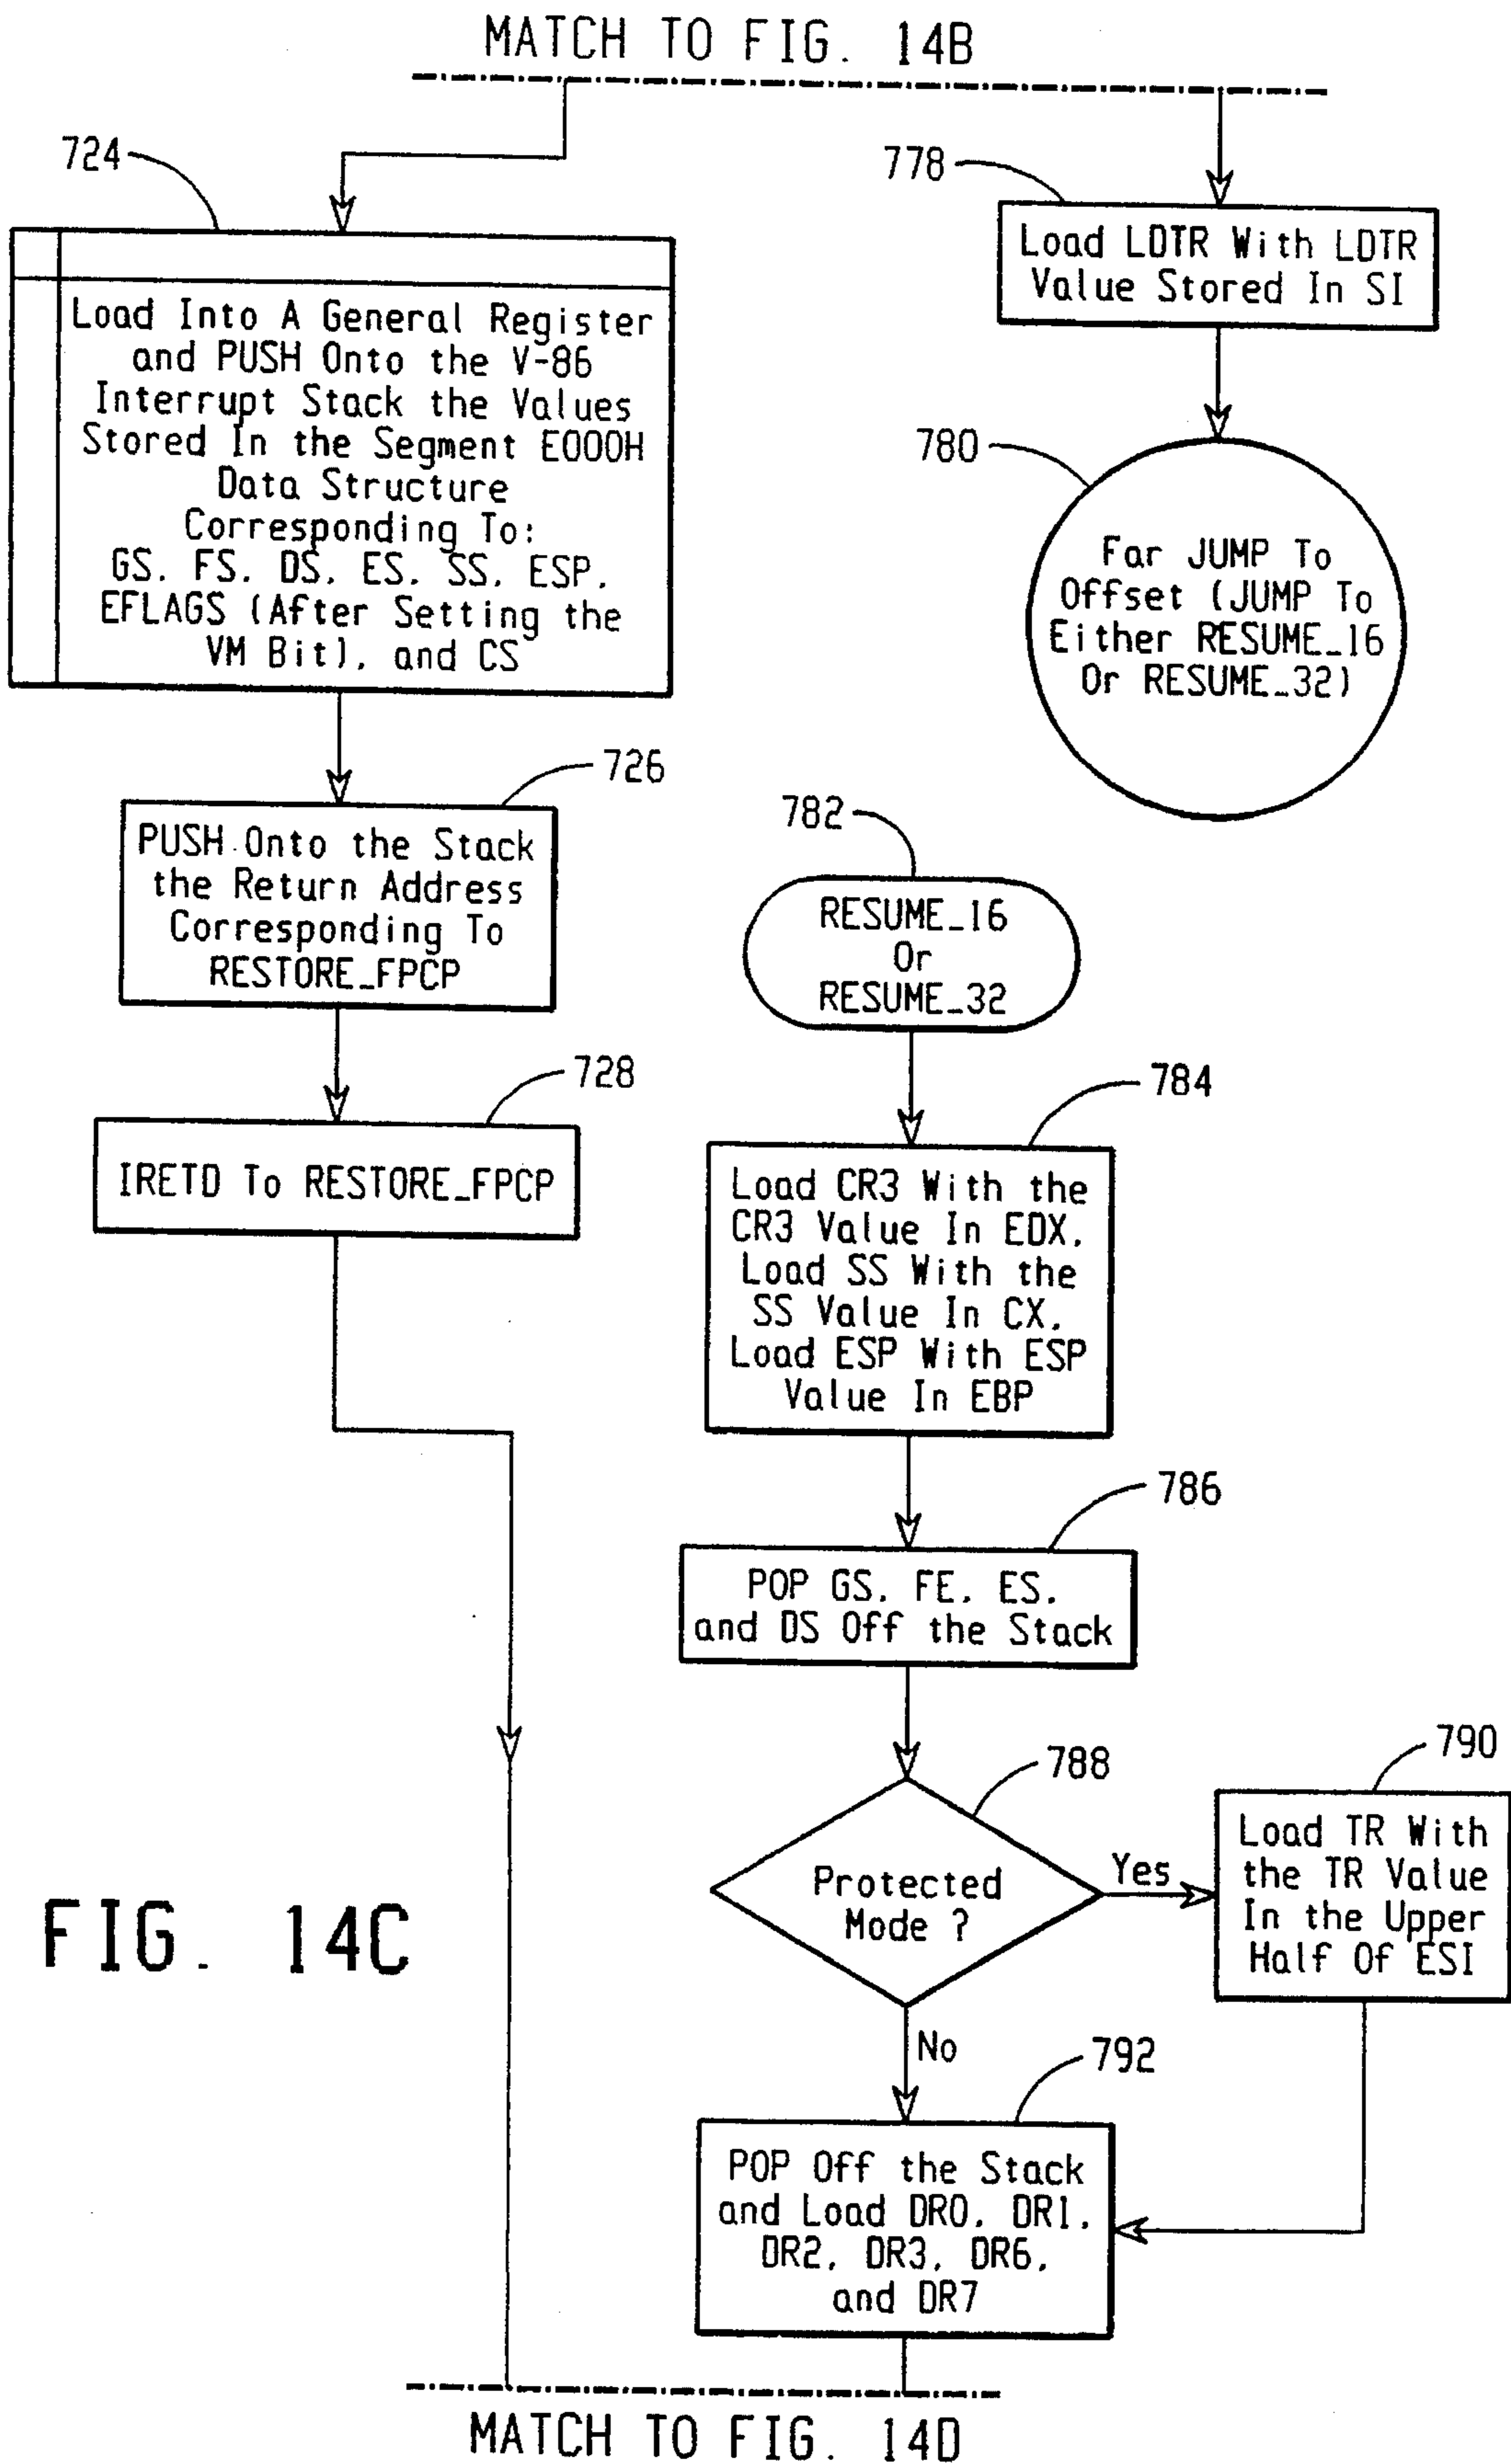 MATCH TO FIG. 14B
724
Load Into A General Register
and PUSH Onto the V-86
Interrupt Stack the Values
Stored In the Segment E000H
Data Structure
Corresponding To:
GS, FS, DS, ES, SS, ESP,
EFLAGS (After Setting the
VM Bit), and CS
726
PUSH Onto the Stack
the Return Address
Corresponding To
RESTORE_FPCP
728
IRETD To RESTORE_FPCP
778
Load LDTR With LDTR
Value Stored In SI
780
Far JUMP To
Offset (JUMP To
Either RESUME_16
Or RESUME_32)
782
RESUME_16
Or
RESUME_32
784
Load CR3 With the
CR3 Value In EDX,
Load SS With the
SS Value In CX,
Load ESP With ESP
Value In EBP
786
POP GS, FE, ES,
and DS Off the Stack
788
Protected
Mode ?
Yes
790
Load TR With
the TR Value
In the Upper
Half Of ESI
No
792
POP Off the Stack
and Load DR0, DR1,
DR2, DR3, DR6,
and DR7
FIG. 14C
MATCH TO FIG. 14D